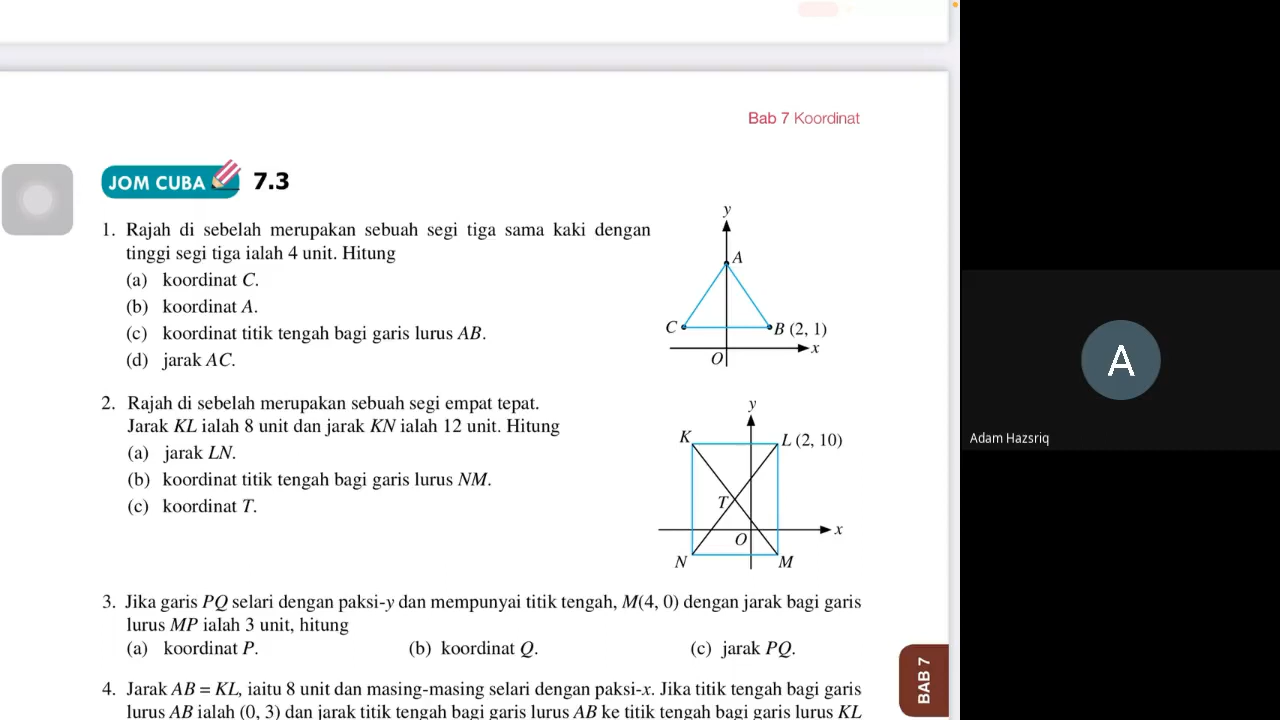 Bab 7 Koordinat
JOM CUBA 7.3
1. Rajah di sebelah merupakan sebuah segi tiga sama kaki dengan
tinggi segi tiga ialah 4 unit. Hitung
(a) koordinat C.
(b) koordinat A.
(c) koordinat titik tengah bagi garis lurus AB.
(d) jarak AC.
y
A
C
B (2, 1)
x
O
2. Rajah di sebelah merupakan sebuah segi empat tepat.
Jarak KL ialah 8 unit dan jarak KN ialah 12 unit. Hitung
(a) jarak LN.
(b) koordinat titik tengah bagi garis lurus NM.
(c) koordinat T.
y
K
L (2, 10)
T
x
O
N
M
3. Jika garis PQ selari dengan paksi-y dan mempunyai titik tengah, M(4, 0) dengan jarak bagi garis
lurus MP ialah 3 unit, hitung
(a) koordinat P. (b) koordinat Q. (c) jarak PQ.
4. Jarak AB = KL, iaitu 8 unit dan masing-masing selari dengan paksi-x. Jika titik tengah bagi garis
lurus AB ialah (0, 3) dan jarak titik tengah bagi garis lurus AB ke titik tengah bagi garis lurus KL
BAB 7
A
Adam Hazsriq